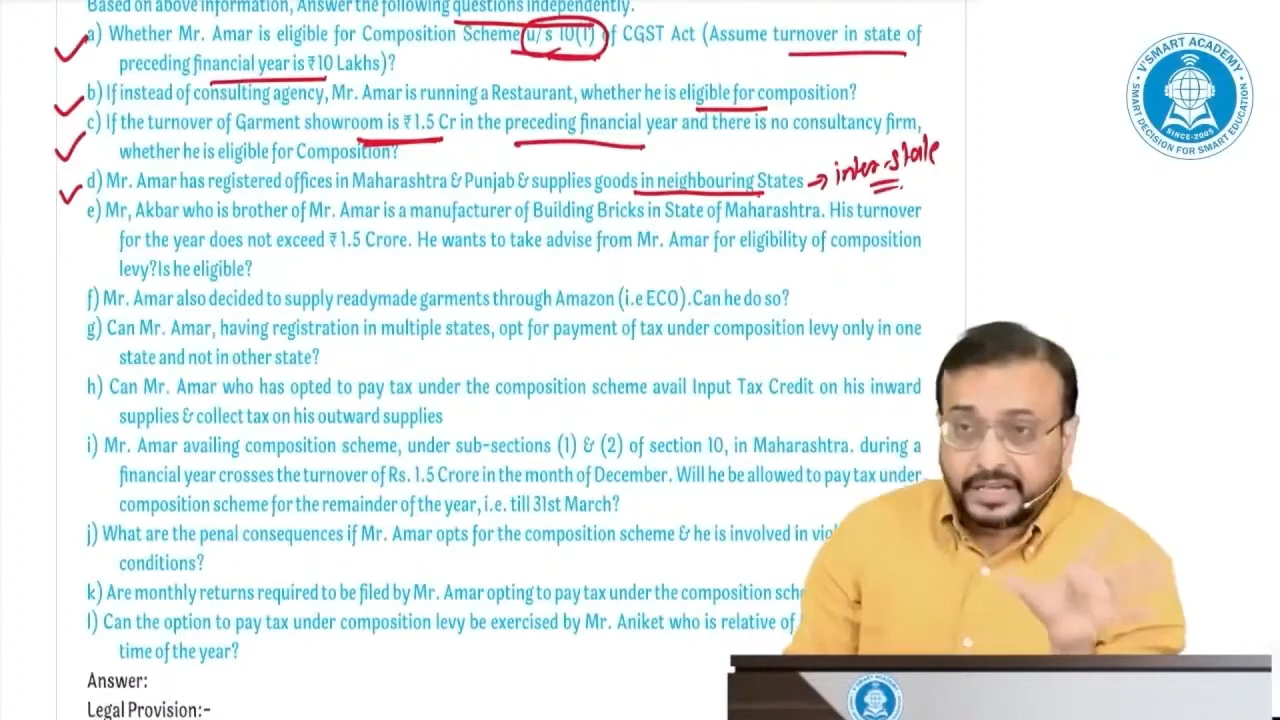 Based on above information, Answer the following questions independently.
a) Whether Mr. Amar is eligible for Composition Scheme u/s 10(1) of CGST Act (Assume turnover in state of
preceding financial year is ₹10 Lakhs)?
b) If instead of consulting agency, Mr. Amar is running a Restaurant, whether he is eligible for composition?
c) If the turnover of Garment showroom is ₹1.5 Cr in the preceding financial year and there is no consultancy firm,
whether he is eligible for Composition?
d) Mr. Amar has registered offices in Maharashtra & Punjab & supplies goods in neighbouring States → inter-state
e) Mr, Akbar who is brother of Mr. Amar is a manufacturer of Building Bricks in State of Maharashtra. His turnover
for the year does not exceed ₹1.5 Crore. He wants to take advise from Mr. Amar for eligibility of composition
levy?Is he eligible?
f) Mr. Amar also decided to supply readymade garments through Amazon (i.e ECO).Can he do so?
g) Can Mr. Amar, having registration in multiple states, opt for payment of tax under composition levy only in one
state and not in other state?
h) Can Mr. Amar who has opted to pay tax under the composition scheme avail Input Tax Credit on his inward
supplies & collect tax on his outward supplies
i) Mr. Amar availing composition scheme, under sub-sections (1) & (2) of section 10, in Maharashtra. during a
financial year crosses the turnover of Rs. 1.5 Crore in the month of December. Will he be allowed to pay tax under
composition scheme for the remainder of the year, i.e. till 31st March?
j) What are the penal consequences if Mr. Amar opts for the composition scheme & he is involved in
conditions?
k) Are monthly returns required to be filed by Mr. Amar opting to pay tax under the composition
l) Can the option to pay tax under composition levy be exercised by Mr. Aniket who is relative of
time of the year?
Answer:
Legal Provision:-
V'SMART ACADEMY
SINCE-2005
SMART DECISION FOR SMART EDUCATION